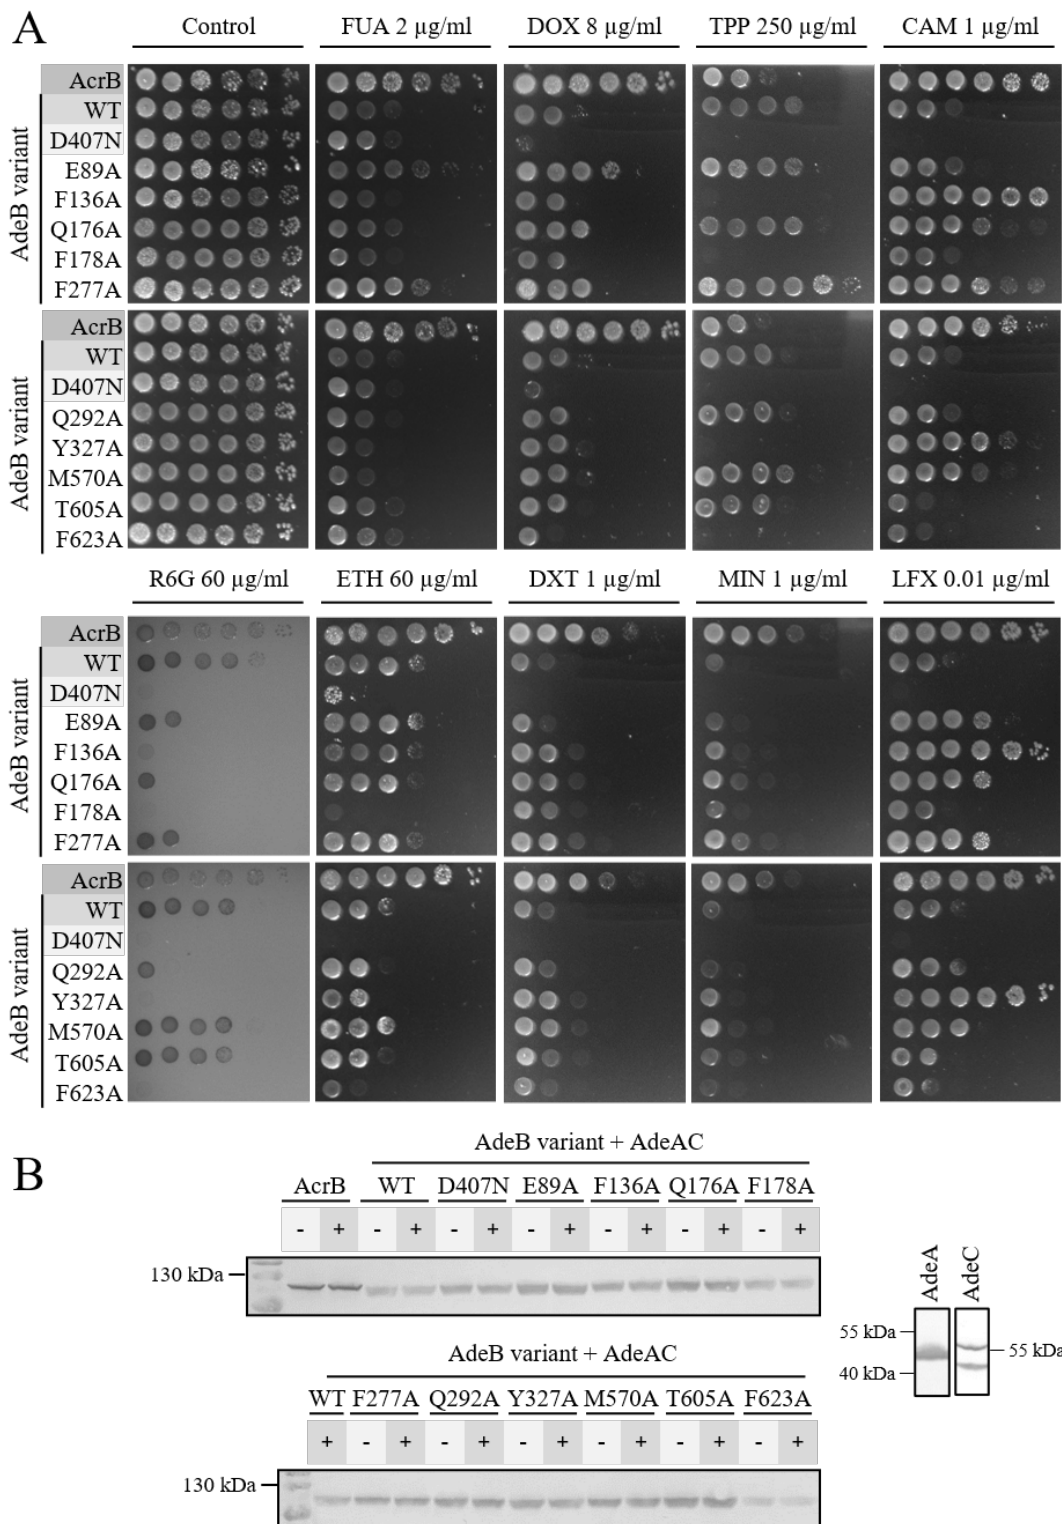 A
Control
FUA 2 µg/ml
DOX 8 µg/ml
TPP 250 µg/ml
CAM 1 µg/ml
AdeB variant
AcrB
WT
D407N
E89A
F136A
Q176A
F178A
F277A
AdeB variant
AcrB
WT
D407N
Q292A
Y327A
M570A
T605A
F623A
R6G 60 µg/ml
ETH 60 µg/ml
DXT 1 µg/ml
MIN 1 µg/ml
LFX 0.01 µg/ml
AdeB variant
AcrB
WT
D407N
E89A
F136A
Q176A
F178A
F277A
AdeB variant
AcrB
WT
D407N
Q292A
Y327A
M570A
T605A
F623A
B
AdeB variant + AdeAC
AcrB WT D407N E89A F136A Q176A F178A
- + - + - + - + - + - + - +
130 kDa
AdeB variant + AdeAC
WT F277A Q292A Y327A M570A T605A F623A
+ - + - + - + - + - + - +
130 kDa
AdeA
AdeC
55 kDa
40 kDa
55 kDa